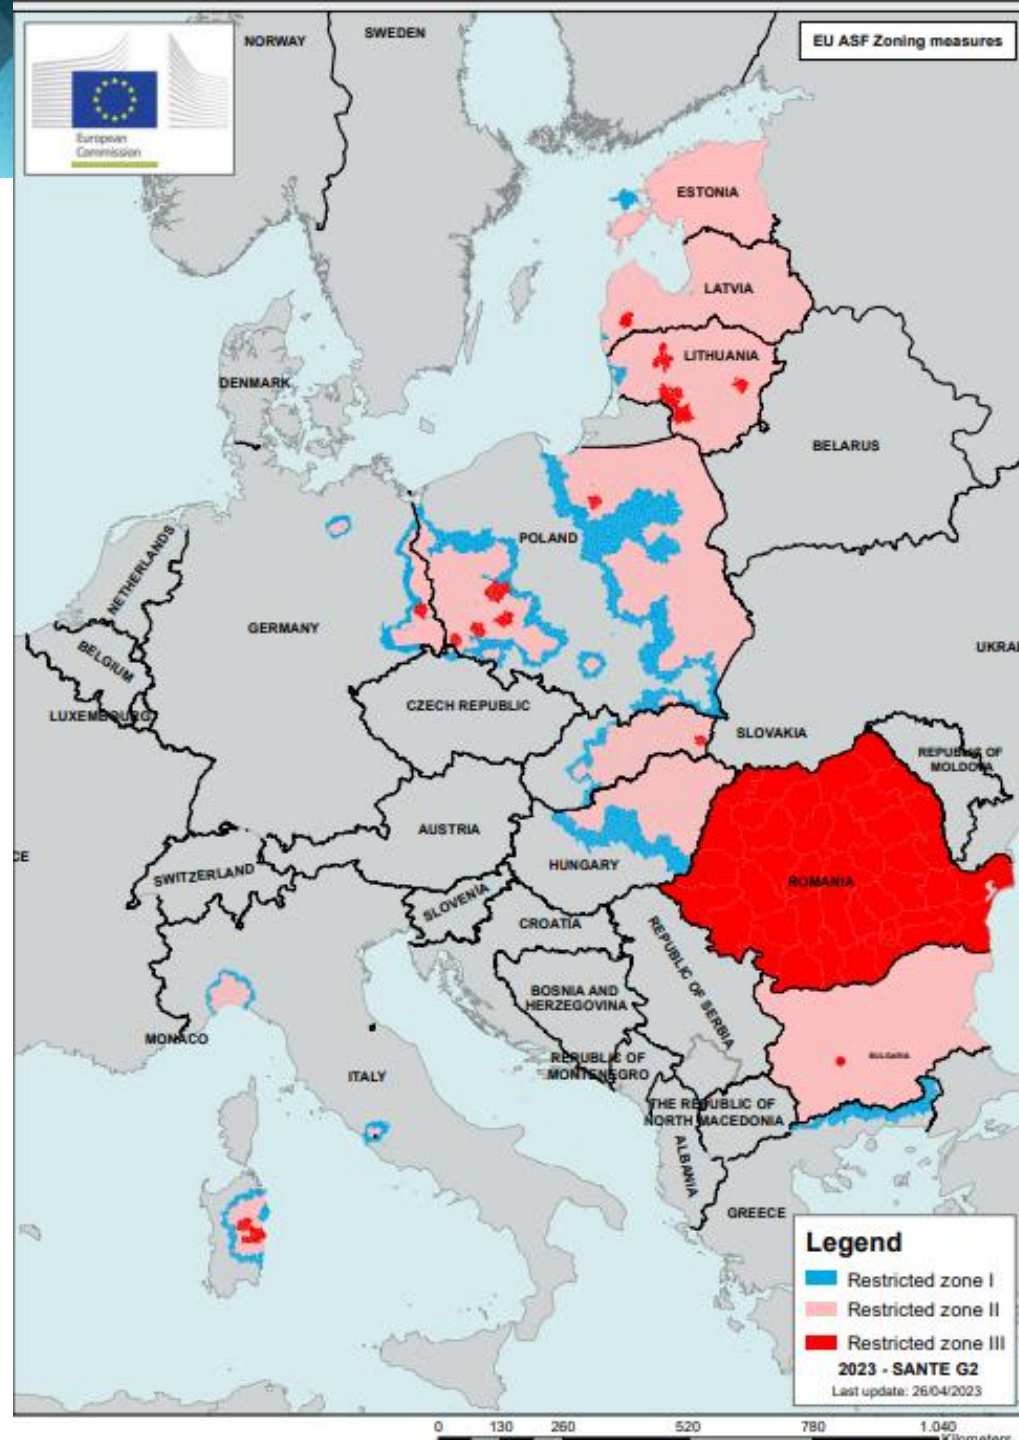 NORWAY
SWEDEN
EU ASF Zoning measures
European
Commission
ESTONIA
LATVIA
LITHUANIA
DENMARK
BELARUS
NETHERLANDS
POLAND
GERMANY
BELGIUM
UKRAI
CZECH REPUBLIC
LUXEMBOURG
SLOVAKIA
REPUBLIC OF
MOLDOVA
AUSTRIA
CE
SWITZERLAND
HUNGARY
ROMANIA
SLOVENIA
CROATIA
REPUBLIC OF SERBIA
BOSNIA AND
HERZEGOVINA
MONACO
REPUBLIC OF
MONTENEGRO
BULGARIA
ITALY
THE REPUBLIC OF
NORTH MACEDONIA
ALBANIA
GREECE
Legend
Restricted zone I
Restricted zone II
Restricted zone III
2023 - SANTE G2
Last update: 26/04/2023
0 130 260 520 780 1.040
Kilometers